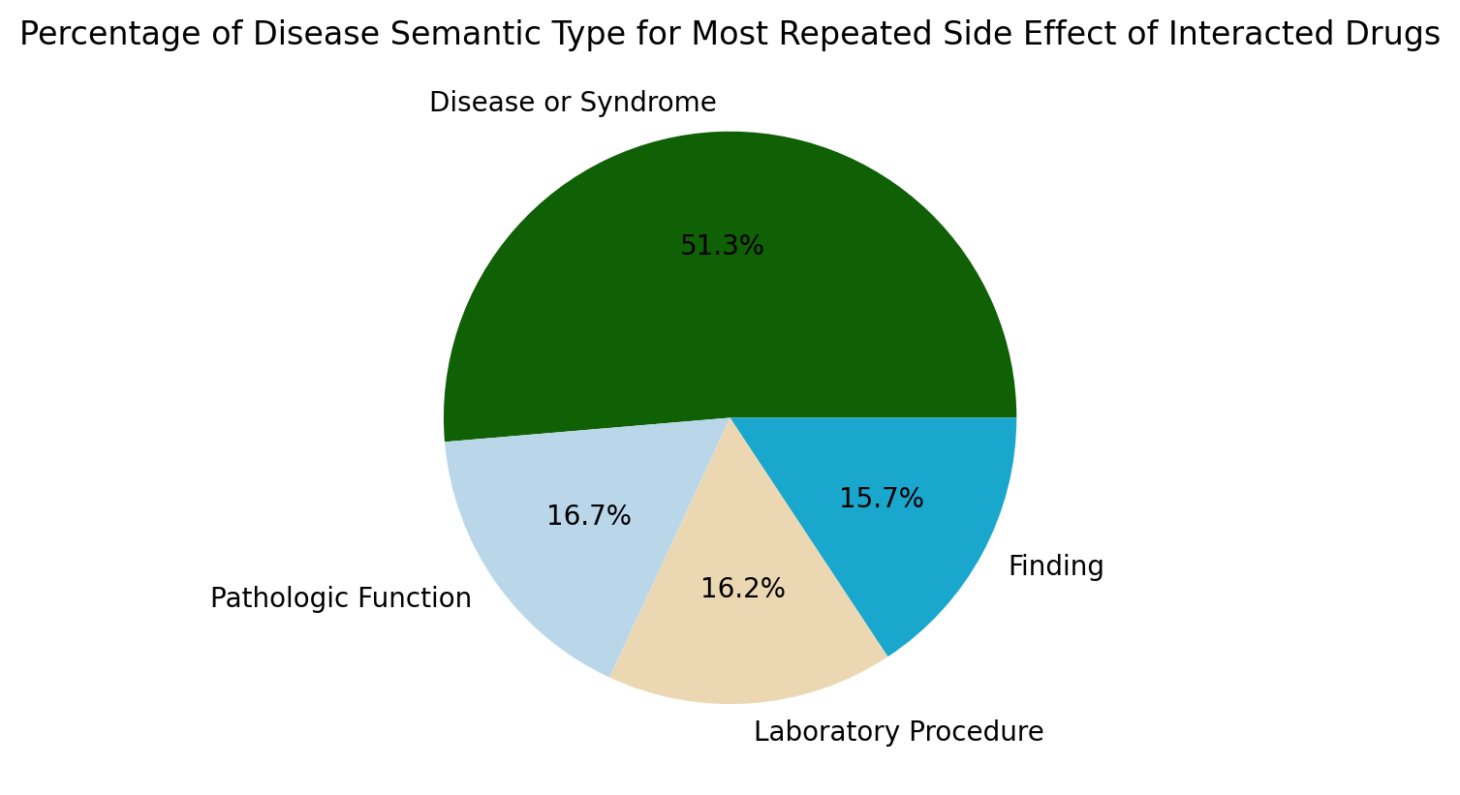 Percentage of Disease Semantic Type for Most Repeated Side Effect of Interacted Drugs
Disease or Syndrome
51.3%
16.7%
15.7%
16.2%
Finding
Pathologic Function
Laboratory Procedure